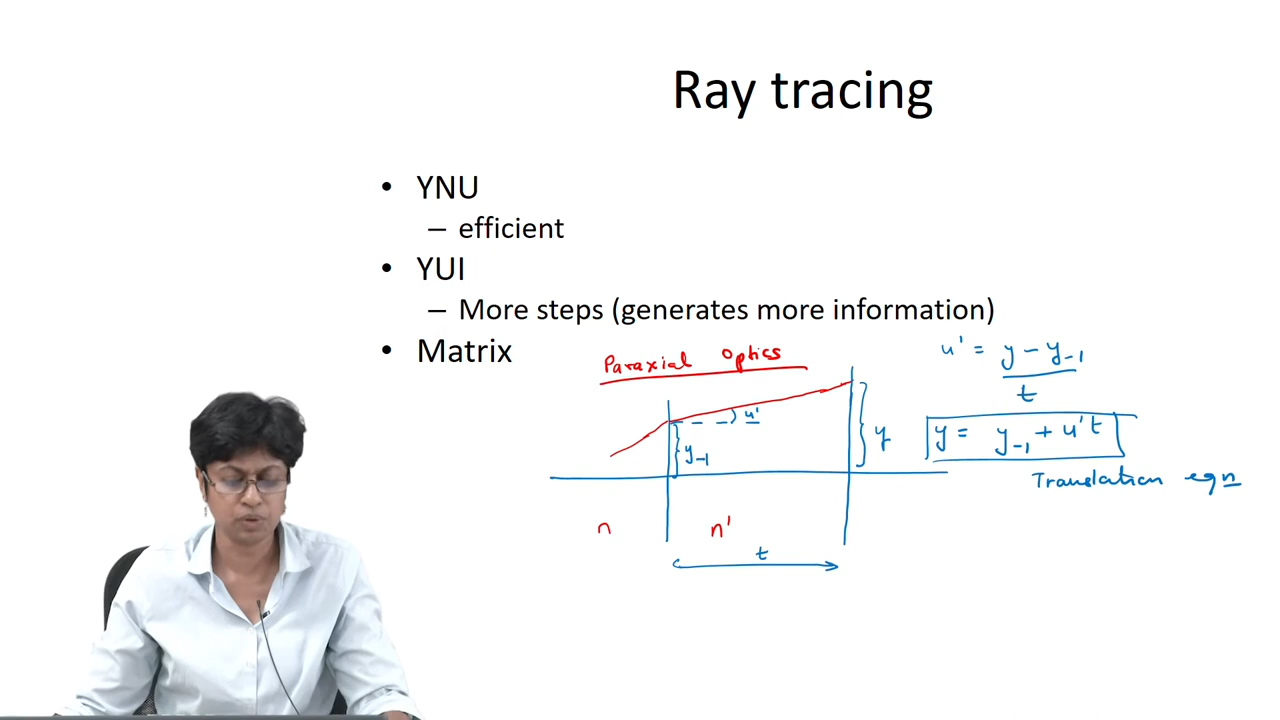 Ray tracing
• YNU
– efficient
• YUI
– More steps (generates more information)
• Matrix
Paraxial Optics
u' = y - y₋₁
t
u'
y₋₁
y
y = y₋₁ + u't
Translation eqn
n
n'
t